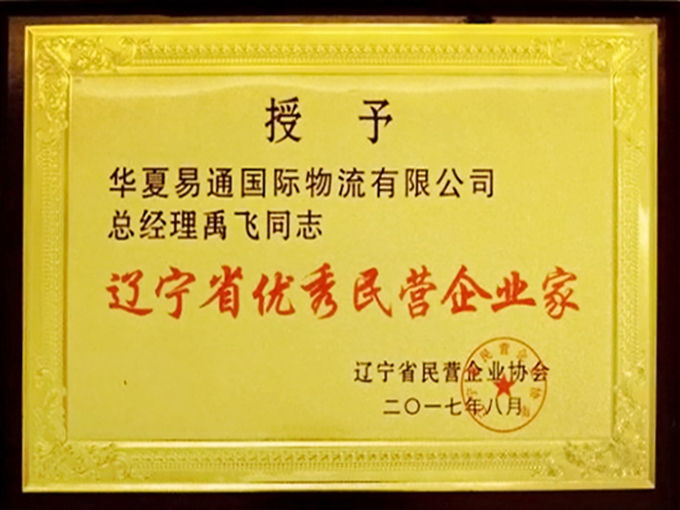 授予
华夏易通国际物流有限公司
总经理禹飞同志
辽宁省优秀民营企业家
辽宁省民营企业协会
二〇一七年八月